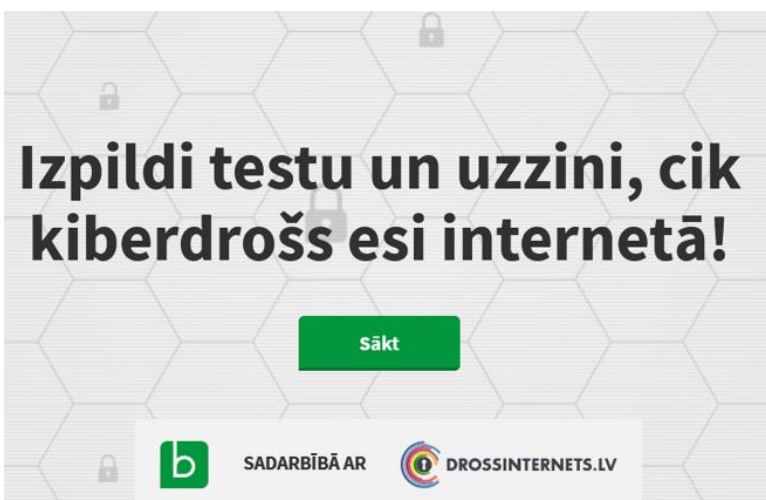 Izpildi testu un uzzini, cik
kiberdrošs esi internetā!
Sākt
b SADARBĪBĀ AR DROSSINTERNETS.LV